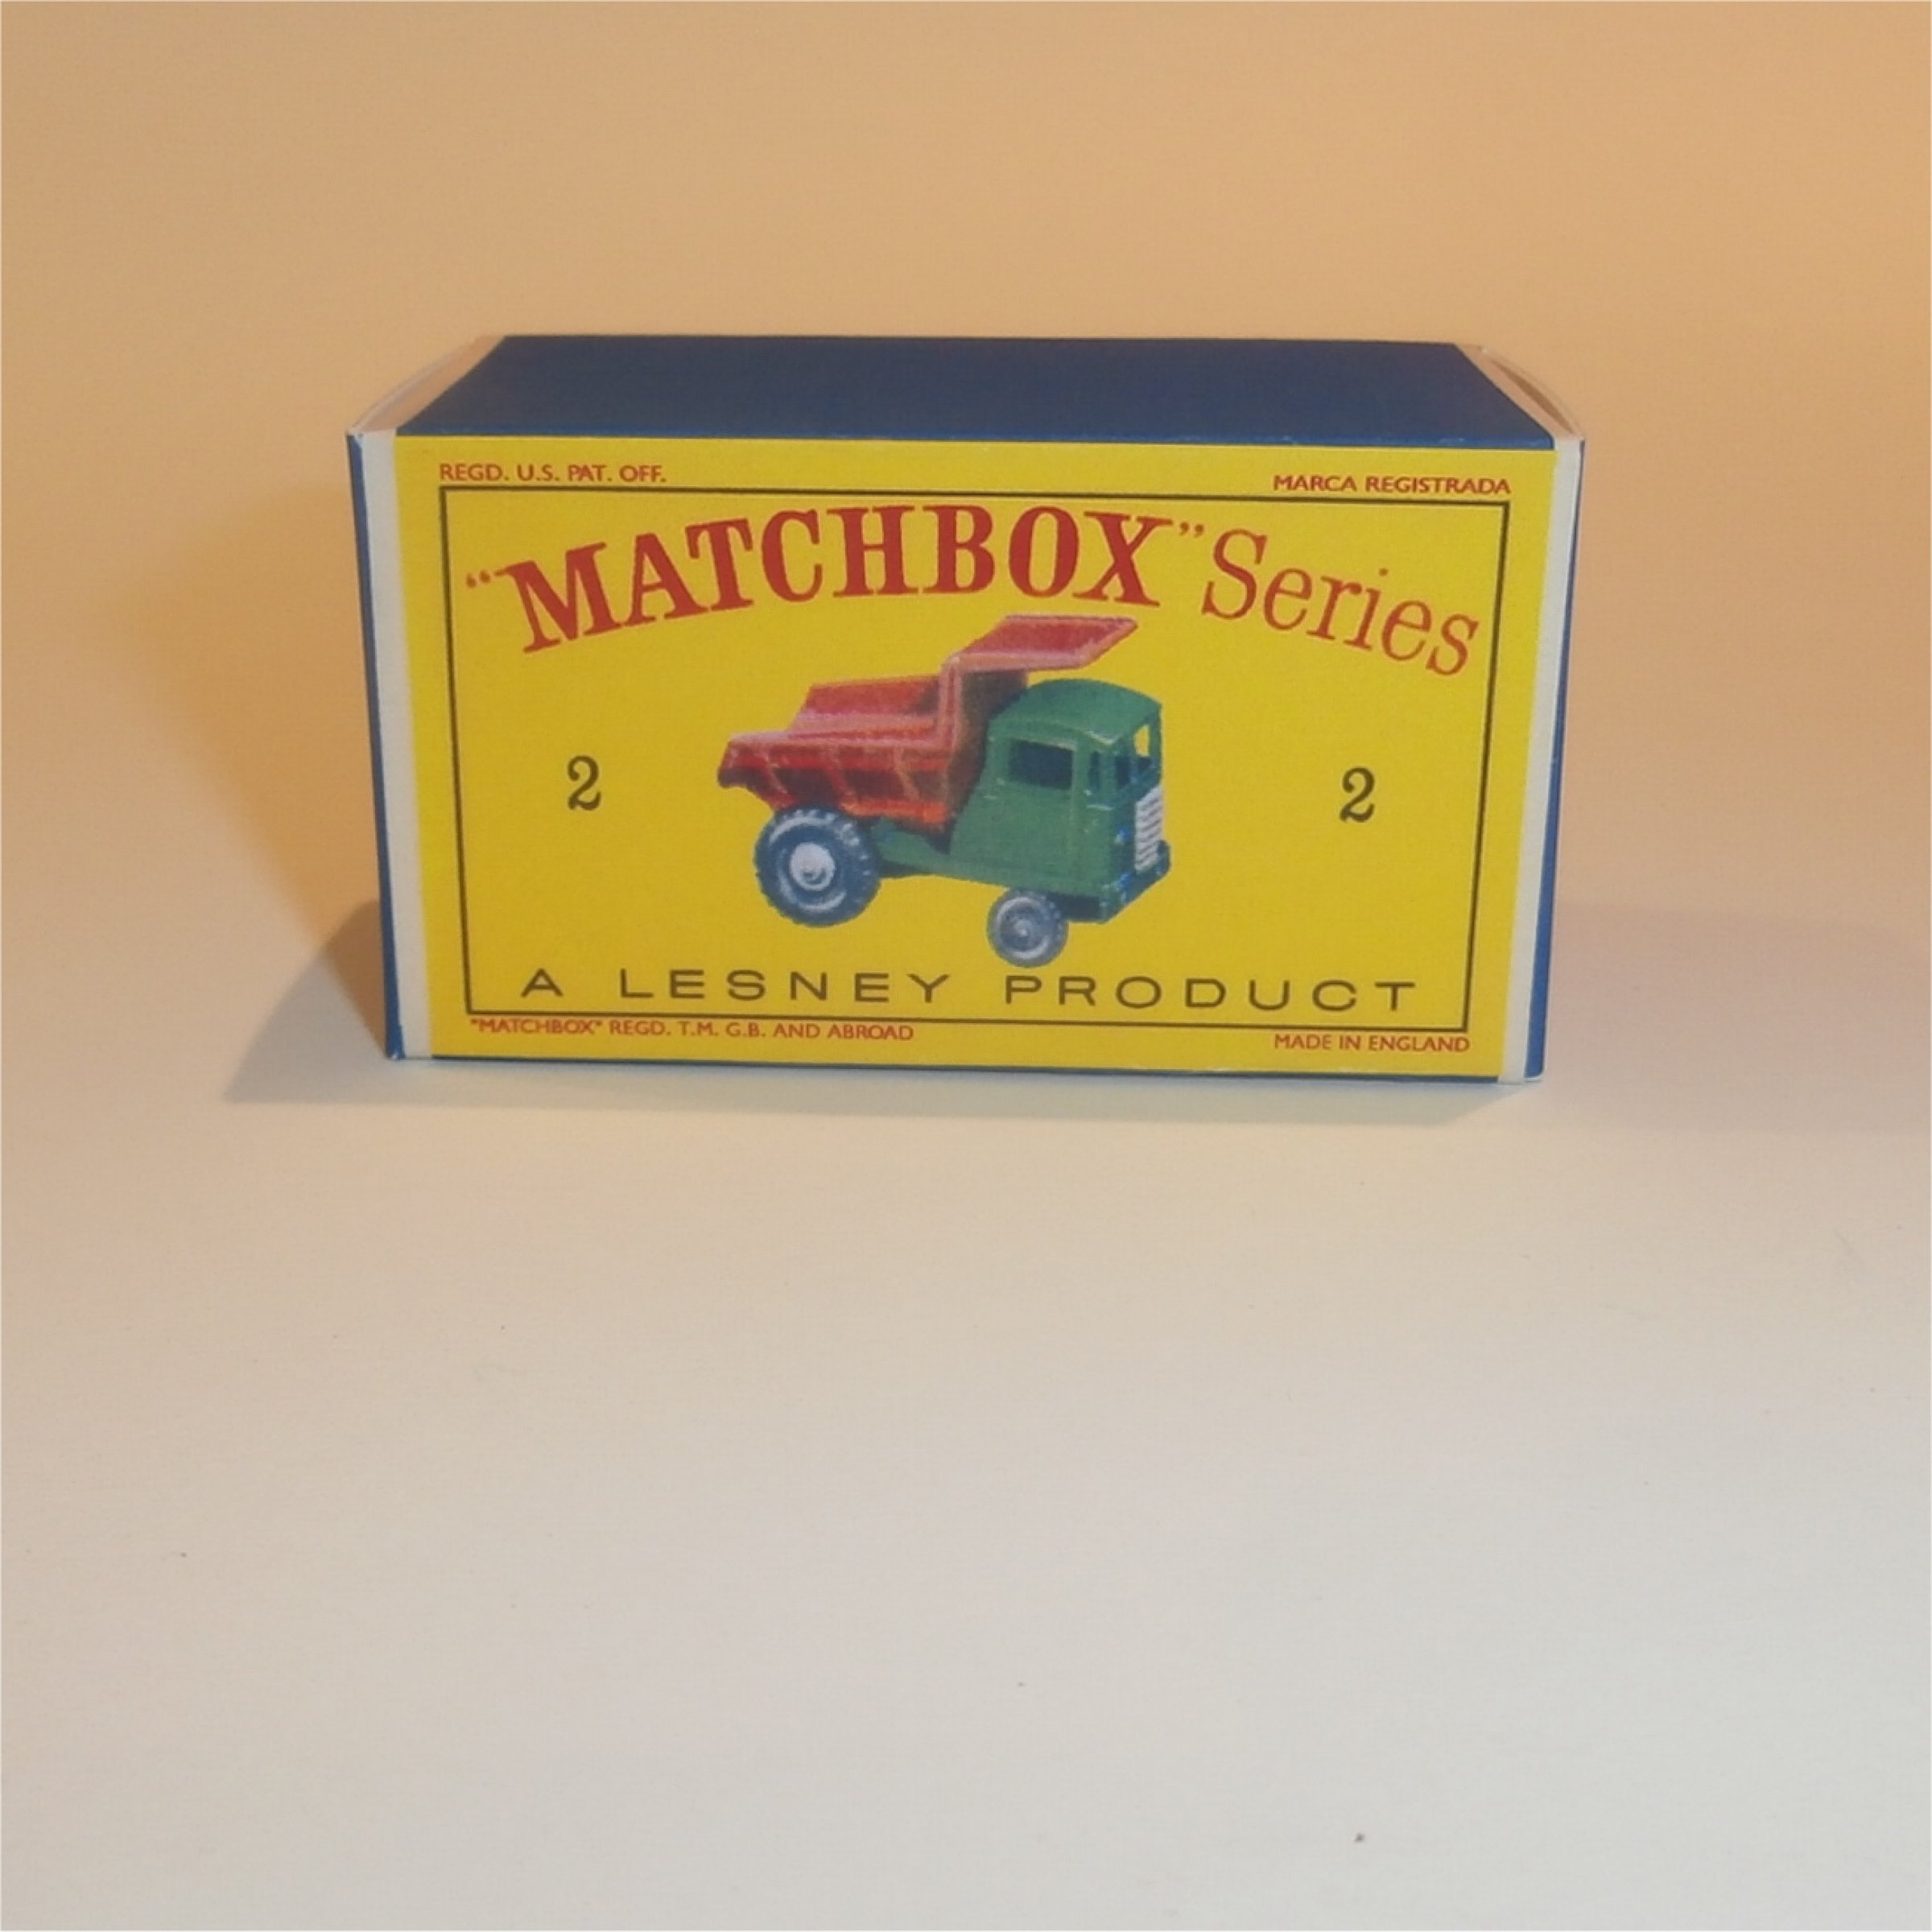 REGD. U.S. PAT. OFF. MARCA REGISTRADA
“MATCHBOX” Series
2 2
A LESNEY PRODUCT
"MATCHBOX" REGD. T.M. G.B. AND ABROAD MADE IN ENGLAND